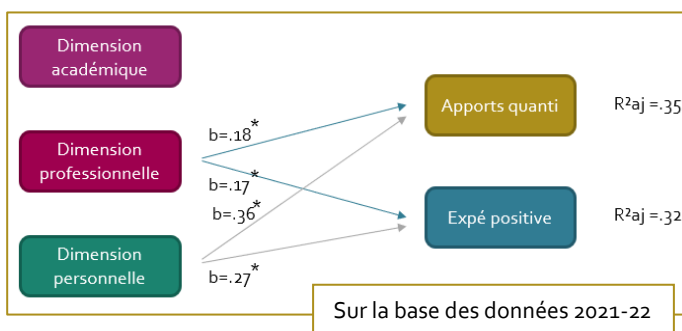 Dimension
académique
Dimension
professionnelle
Dimension
personnelle
b=.18*
b=.17*
b=.36*
b=.27*
Apports quanti
R²aj =.35
Expé positive
R²aj =.32
Sur la base des données 2021-22